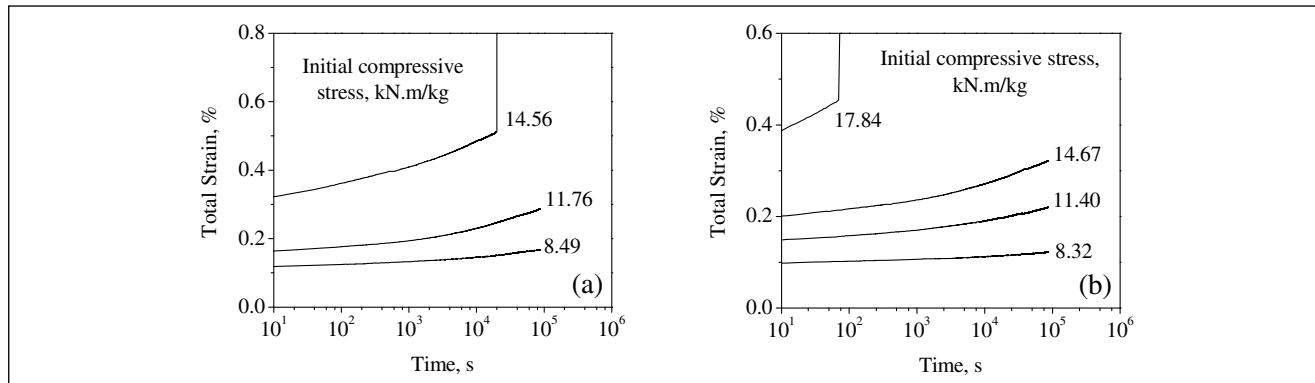 0.8
0.6
0.4
0.2
0.0
Total Strain, %
Initial compressive
stress, kN.m/kg
14.56
11.76
8.49
(a)
10^1 10^2 10^3 10^4 10^5 10^6
Time, s
0.6
0.4
0.2
0.0
Total Strain, %
Initial compressive stress,
kN.m/kg
17.84
14.67
11.40
8.32
(b)
10^1 10^2 10^3 10^4 10^5 10^6
Time, s